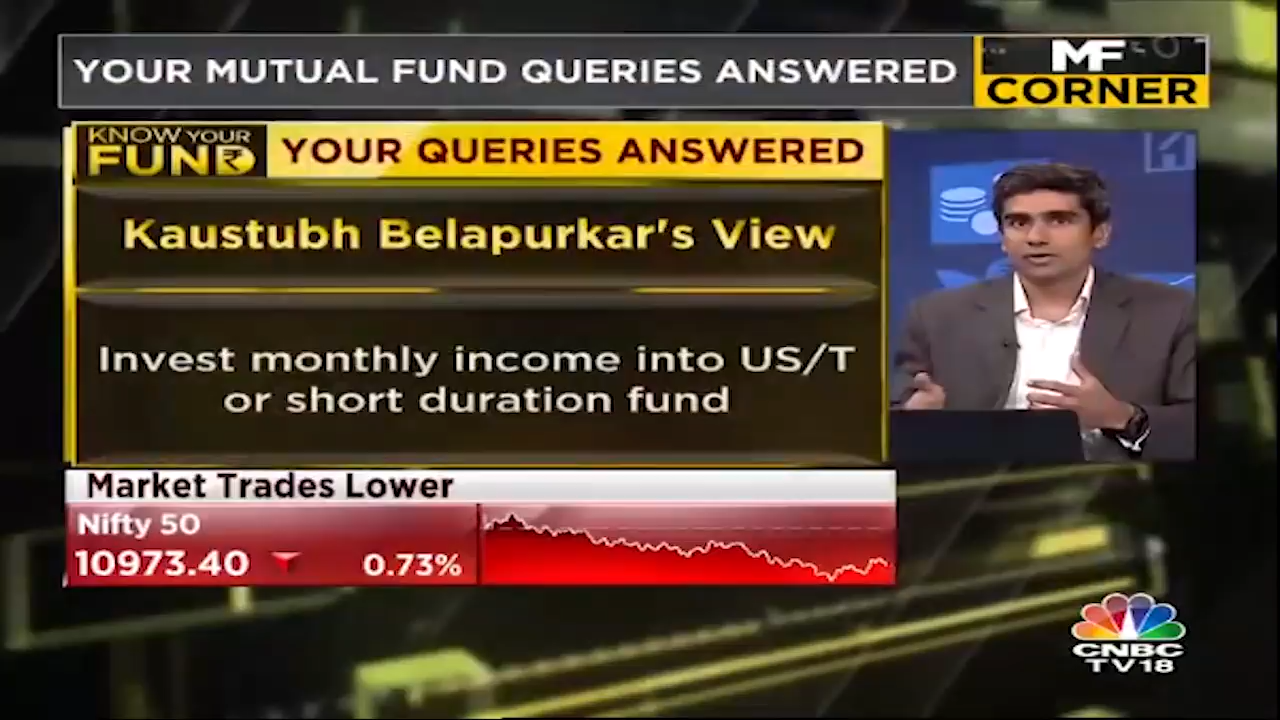 YOUR MUTUAL FUND QUERIES ANSWERED
MF
CORNER
KNOW YOUR
FUND
YOUR QUERIES ANSWERED
Kaustubh Belapurkar's View
Invest monthly income into US/T
or short duration fund
Market Trades Lower
Nifty 50
10973.40
0.73%
CNBC
TV18